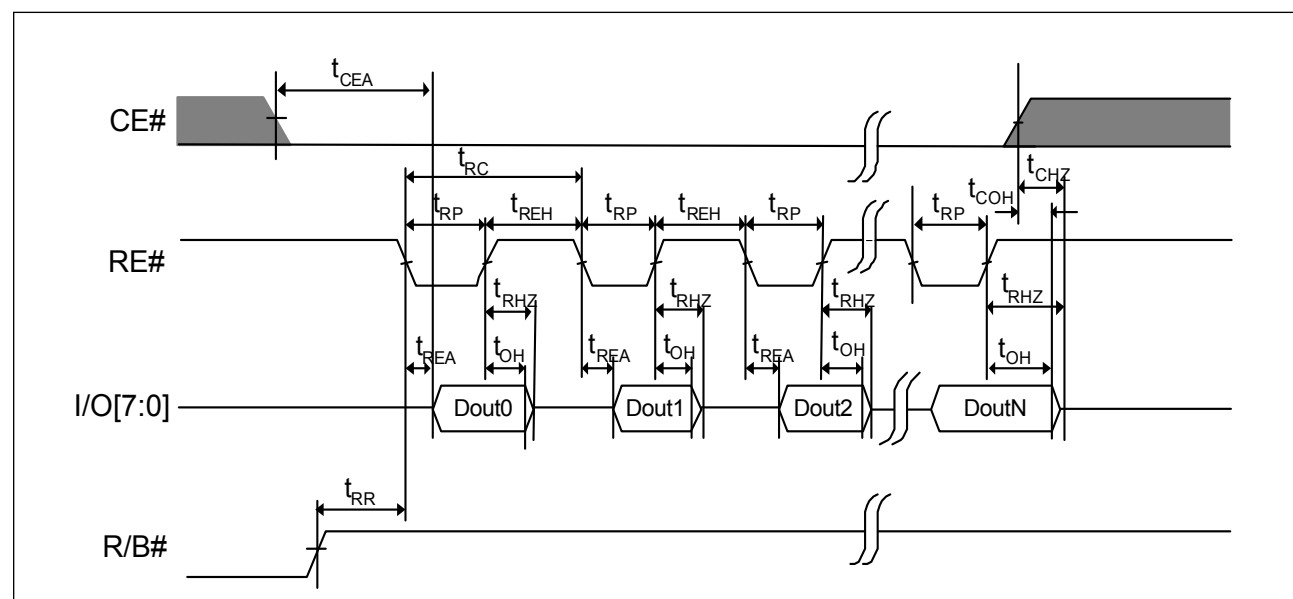 tCEA
CE#
tRC
tCHZ
tCOH
tRP tREH tRP tREH tRP tRP
RE#
tRHZ tRHZ tRHZ tRHZ
tREA tOH tREA tOH tREA tOH tOH
I/O[7:0] Dout0 Dout1 Dout2 DoutN
tRR
R/B#